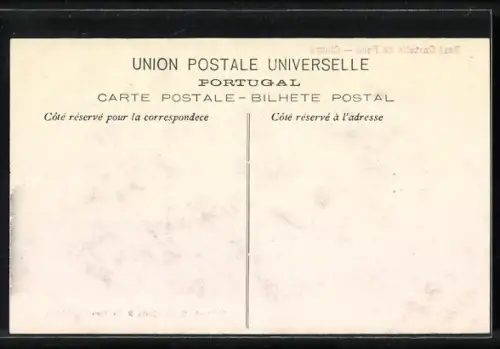 UNION POSTALE UNIVERSELLE
PORTUGAL
CARTE POSTALE - BILHETE POSTAL
Côté réservé pour la correspondece
Côté réservé à l'adresse